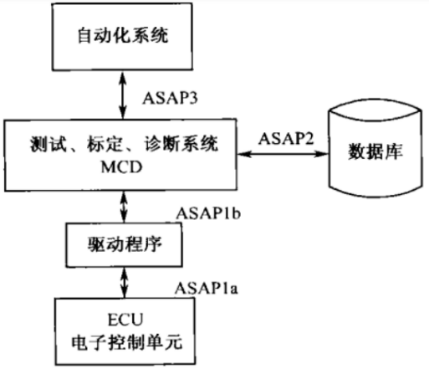 自动化系统
ASAP3
测试、标定、诊断系统
MCD
ASAP2
数据库
ASAP1b
驱动程序
ASAP1a
ECU
电子控制单元